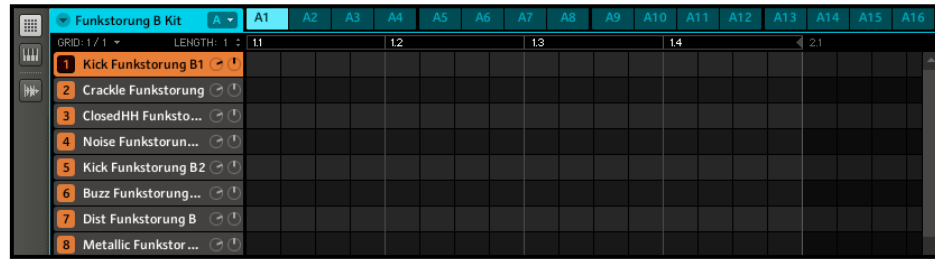 Funkstorung B Kit A A1 A2 A3 A4 A5 A6 A7 A8 A9 A10 A11 A12 A13 A14 A15 A16
GRID: 1 / 1 LENGTH: 1 1.1 1.2 1.3 1.4 2.1
1 Kick Funkstorung B1
2 Crackle Funkstorung
3 ClosedHH Funksto...
4 Noise Funkstorun...
5 Kick Funkstorung B2
6 Buzz Funkstorung...
7 Dist Funkstorung B
8 Metallic Funkstor...